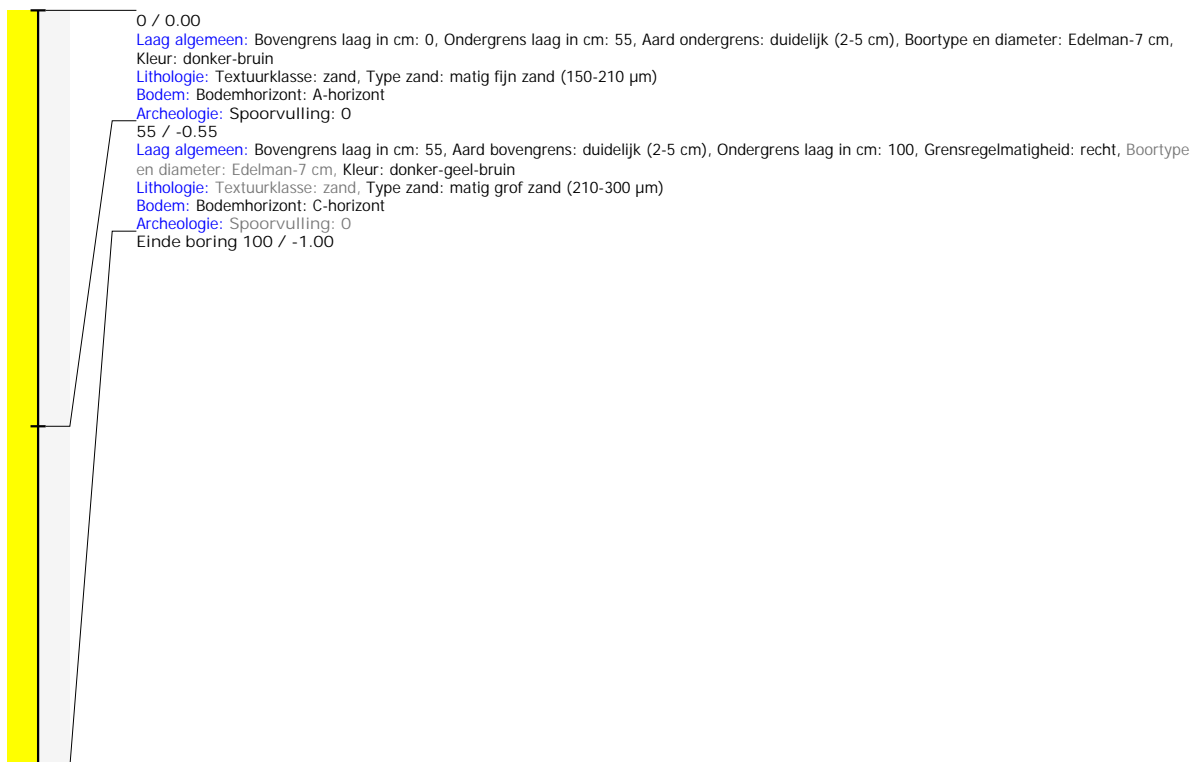 0 / 0.00
Laag algemeen: Bovengrens laag in cm: 0, Ondergrens laag in cm: 55, Aard ondergrens: duidelijk (2-5 cm), Boortype en diameter: Edelman-7 cm,
Kleur: donker-bruin
Lithologie: Textuurklasse: zand, Type zand: matig fijn zand (150-210 µm)
Bodem: Bodemhorizont: A-horizont
Archeologie: Spoorvulling: 0
55 / -0.55
Laag algemeen: Bovengrens laag in cm: 55, Aard bovengrens: duidelijk (2-5 cm), Ondergrens laag in cm: 100, Grensregelmatigheid: recht, Boortype
en diameter: Edelman-7 cm, Kleur: donker-geel-bruin
Lithologie: Textuurklasse: zand, Type zand: matig grof zand (210-300 µm)
Bodem: Bodemhorizont: C-horizont
Archeologie: Spoorvulling: 0
Einde boring 100 / -1.00